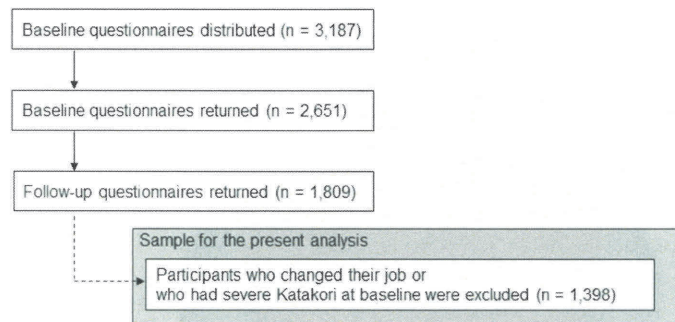 Baseline questionnaires distributed (n = 3,187)
Baseline questionnaires returned (n = 2,651)
Follow-up questionnaires returned (n = 1,809)
Sample for the present analysis
Participants who changed their job or
who had severe Katakori at baseline were excluded (n = 1,398)